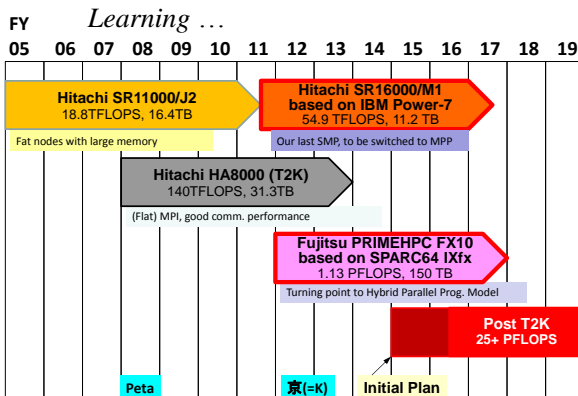 FY Learning …
05 06 07 08 09 10 11 12 13 14 15 16 17 18 19
Hitachi SR11000/J2
18.8TFLOPS, 16.4TB
Hitachi SR16000/M1
based on IBM Power-7
54.9 TFLOPS, 11.2 TB
Fat nodes with large memory
Our last SMP, to be switched to MPP
Hitachi HA8000 (T2K)
140TFLOPS, 31.3TB
(Flat) MPI, good comm. performance
Fujitsu PRIMEHPC FX10
based on SPARC64 IXfx
1.13 PFLOPS, 150 TB
Turning point to Hybrid Parallel Prog. Model
Post T2K
25+ PFLOPS
Peta
京(=K)
Initial Plan